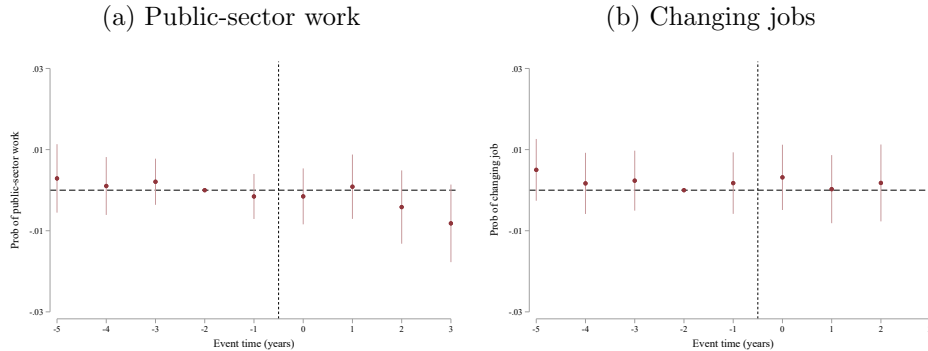 (a) Public-sector work
(b) Changing jobs
.03
.01
-.01
-.03
Prob of public-sector work
-5 -4 -3 -2 -1 0 1 2 3
Event time (years)
.03
.01
-.01
-.03
Prob of changing job
-5 -4 -3 -2 -1 0 1 2
Event time (years)